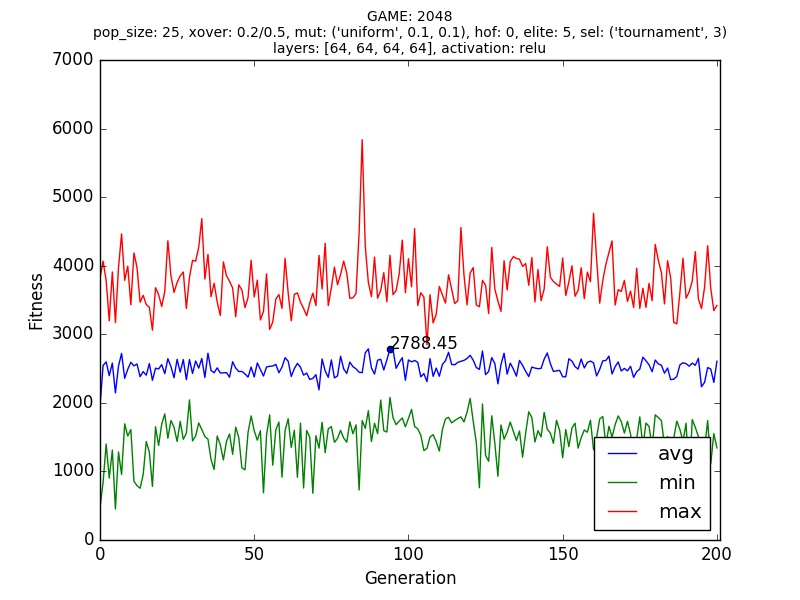 GAME: 2048
pop_size: 25, xover: 0.2/0.5, mut: ('uniform', 0.1, 0.1), hof: 0, elite: 5, sel: ('tournament', 3)
layers: [64, 64, 64, 64], activation: relu
7000
6000
5000
4000
3000
2000
1000
0
Fitness
2788.45
avg
min
max
0
50
100
150
200
Generation